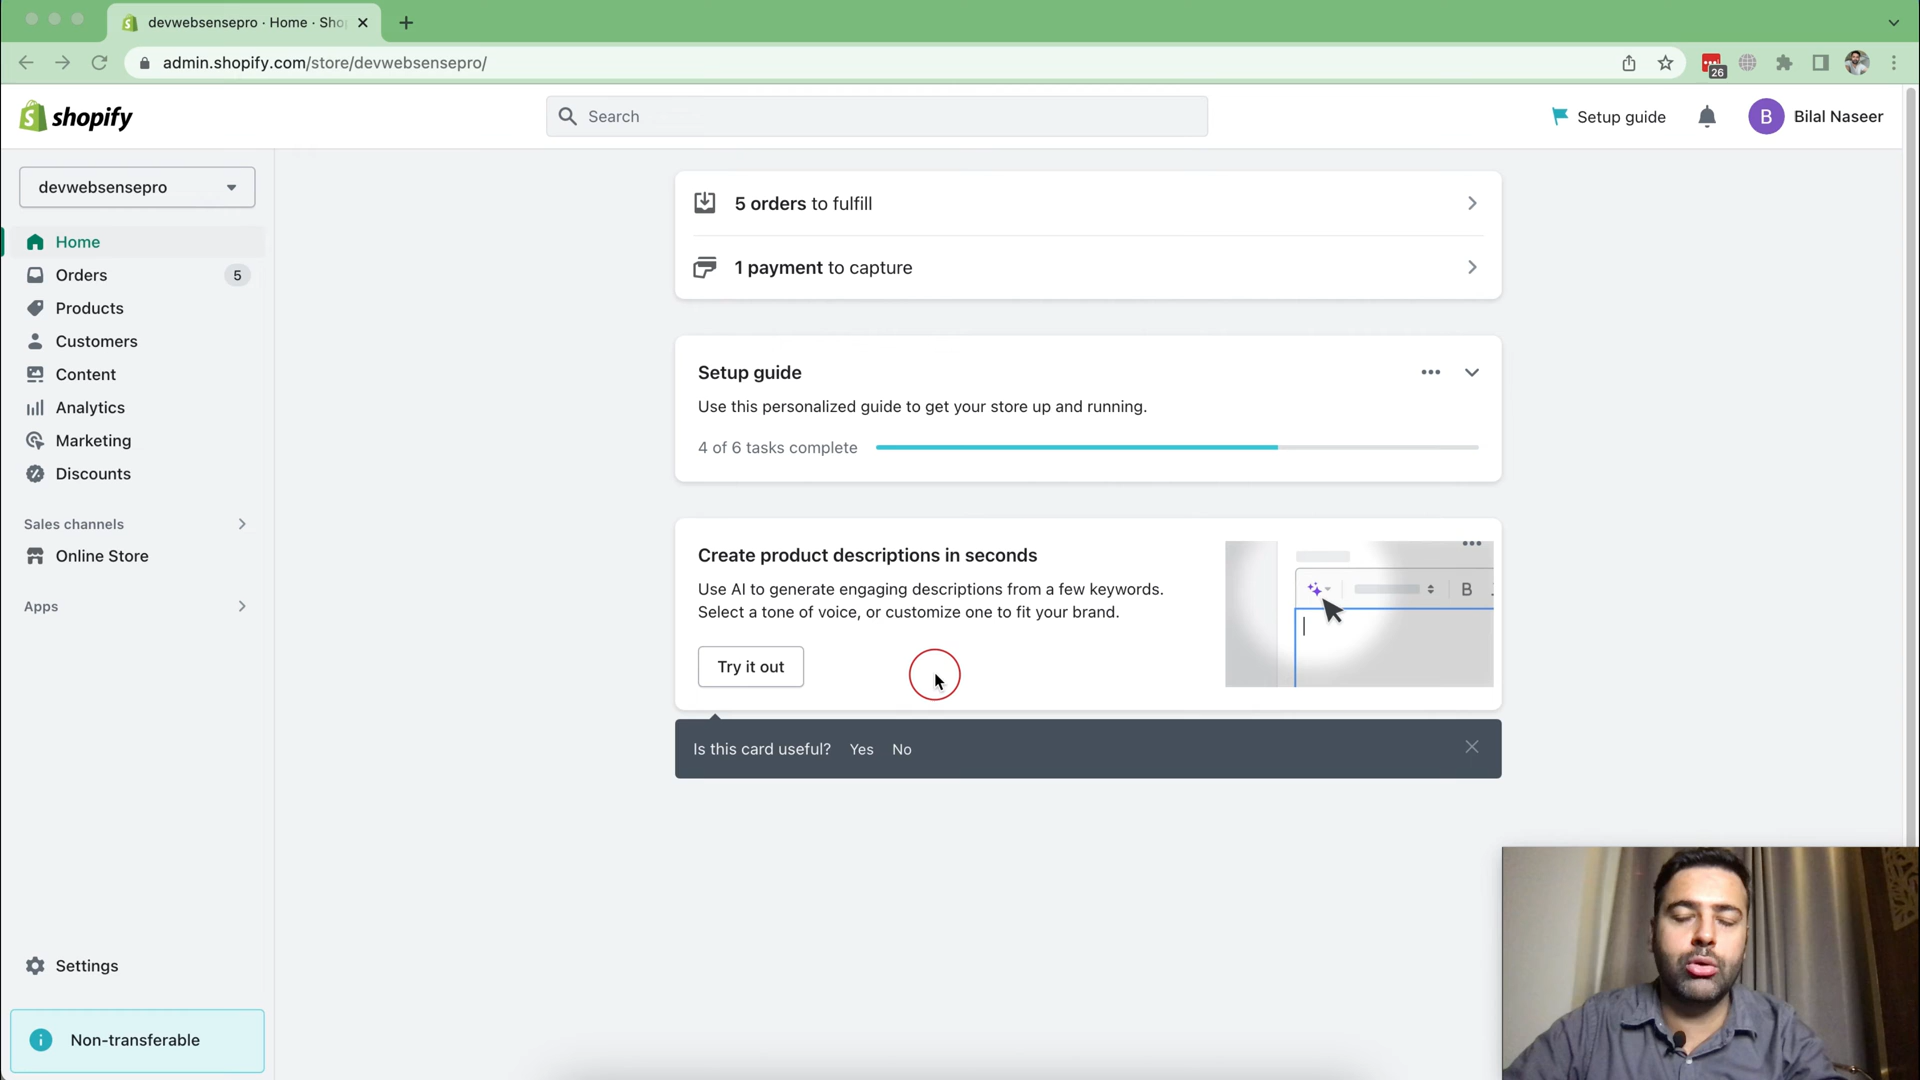 devwebsensepro · Home · Sho
admin.shopify.com/store/devwebsensepro/
26
shopify
Search
Setup guide
B
Bilal Naseer
devwebsensepro
Home
Orders
5
Products
Customers
Content
Analytics
Marketing
Discounts
Sales channels
Online Store
Apps
Settings
Non-transferable
5 orders to fulfill
1 payment to capture
Setup guide
Use this personalized guide to get your store up and running.
4 of 6 tasks complete
Create product descriptions in seconds
Use AI to generate engaging descriptions from a few keywords.
Select a tone of voice, or customize one to fit your brand.
Try it out
B
Is this card useful? Yes No